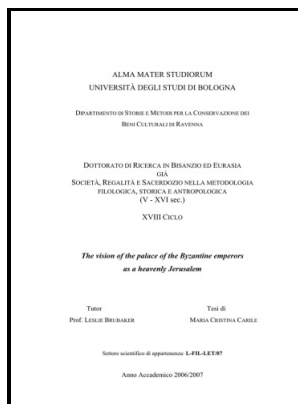 ALMA MATER STUDIORUM
UNIVERSITÀ DEGLI STUDI DI BOLOGNA
DIPARTIMENTO DI STORIE E METODI PER LA CONSERVAZIONE DEI
BENI CULTURALI DI RAVENNA
DOTTORATO DI RICERCA IN BISANZIO ED EURASIA
GIÀ
SOCIETÀ, REGALITÀ E SACERDOZIO NELLA METODOLOGIA
FILOLOGICA, STORICA E ANTROPOLOGICA
(V - XVI sec.)
XVIII CICLO
The vision of the palace of the Byzantine emperors
as a heavenly Jerusalem
Tutor Tesi di
Prof. LESLIE BRUBAKER MARIA CRISTINA CARILE
Settore scientifico di appartenenza: L-FIL-LET/07
Anno Accademico 2006/2007